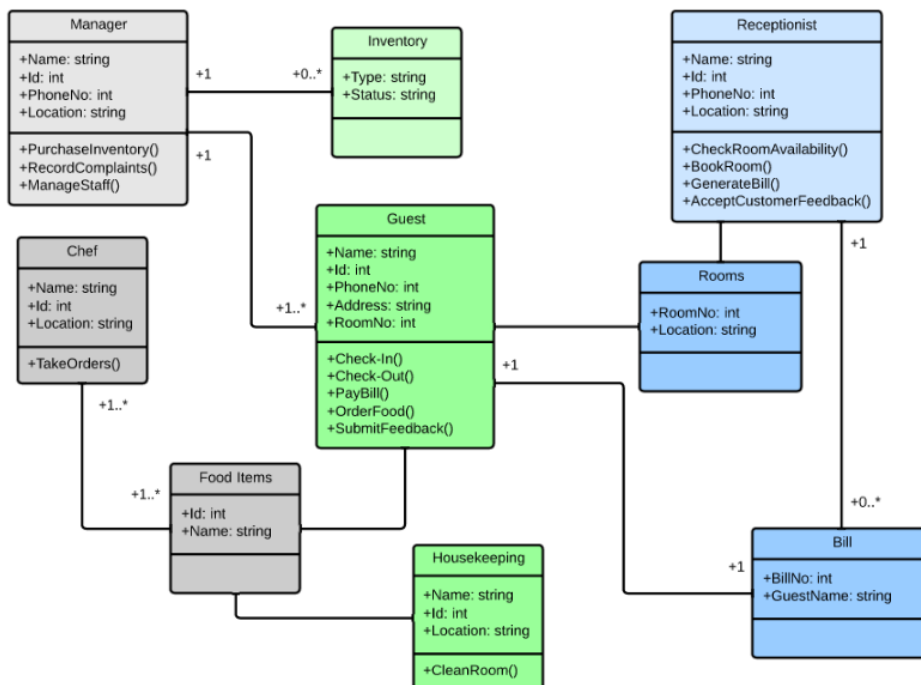 Manager
+Name: string
+Id: int
+PhoneNo: int
+Location: string
+PurchaseInventory()
+RecordComplaints()
+ManageStaff()
+1
+0..*
Inventory
+Type: string
+Status: string
Receptionist
+Name: string
+Id: int
+PhoneNo: int
+Location: string
+CheckRoomAvailability()
+BookRoom()
+GenerateBill()
+AcceptCustomerFeedback()
+1
+1..*
Guest
+Name: string
+Id: int
+PhoneNo: int
+Address: string
+RoomNo: int
+Check-In()
+Check-Out()
+PayBill()
+OrderFood()
+SubmitFeedback()
+1
Rooms
+RoomNo: int
+Location: string
+1
Chef
+Name: string
+Id: int
+Location: string
+TakeOrders()
+1..*
+1..*
Food Items
+Id: int
+Name: string
Housekeeping
+Name: string
+Id: int
+Location: string
+CleanRoom()
+0..*
+1
Bill
+BillNo: int
+GuestName: string